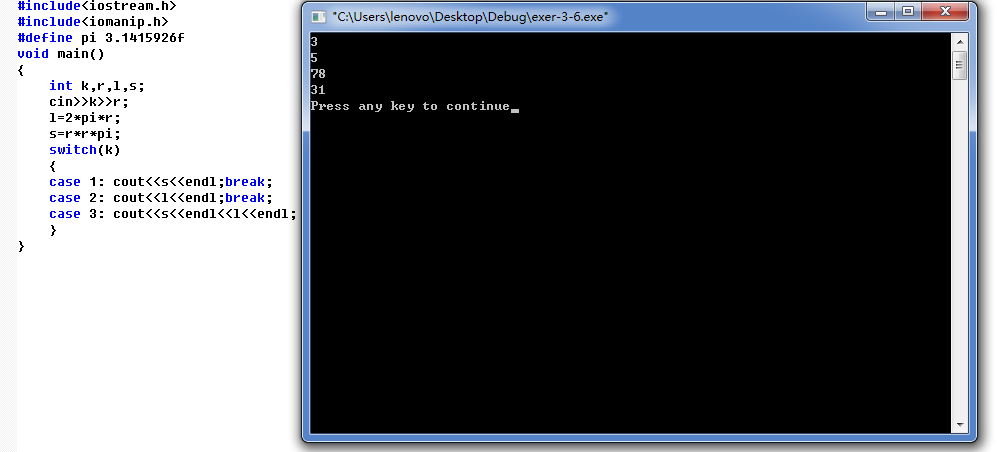 #include<iostream.h>
#include<iomanip.h>
#define pi 3.1415926f
void main()
{
    int k,r,l,s;
    cin>>k>>r;
    l=2*pi*r;
    s=r*r*pi;
    switch(k)
    {
    case 1: cout<<s<<endl;break;
    case 2: cout<<l<<endl;break;
    case 3: cout<<s<<endl<<l<<endl;
    }
}
"C:\Users\lenovo\Desktop\Debug\exer-3-6.exe"
3
5
78
31
Press any key to continue